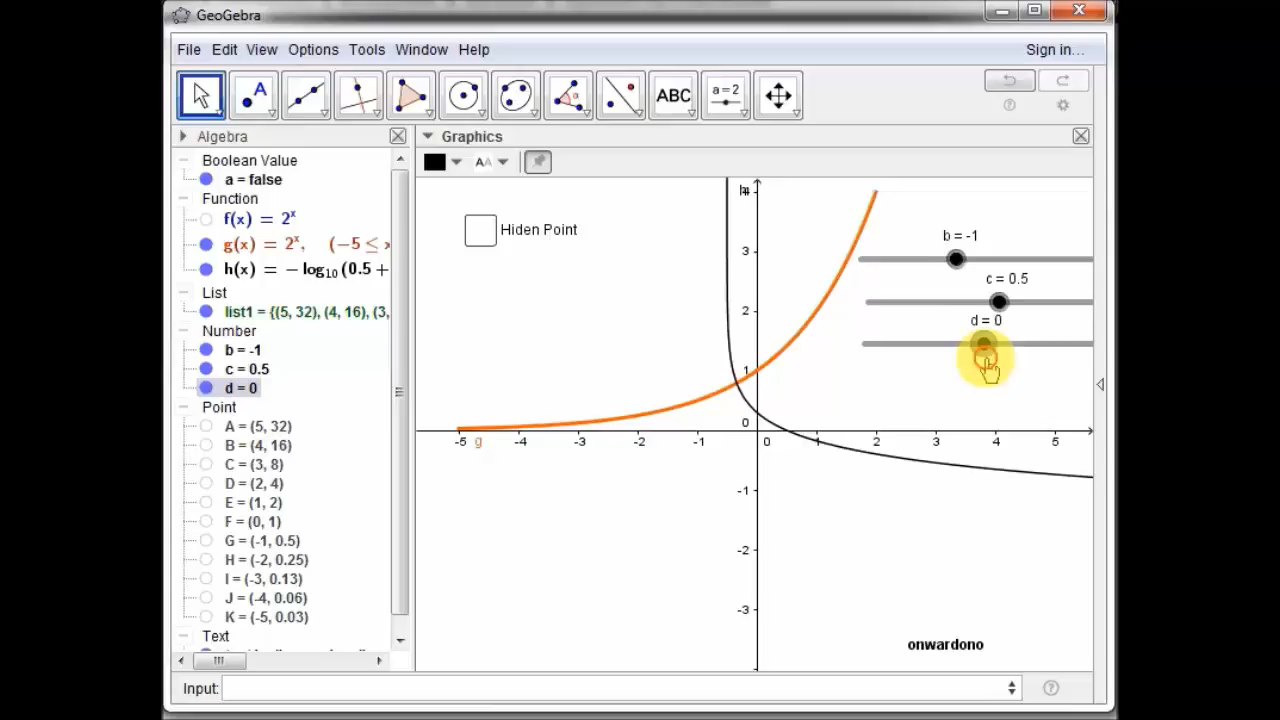 GeoGebra
File Edit View Options Tools Window Help Sign in...
A ABC a = 2
Algebra
Graphics
AA
Boolean Value
a = false
Function
f(x) = 2ˣ
g(x) = 2ˣ, (−5 ≤ x
h(x) = − log₁₀ (0.5 +
List
list1 = {(5, 32), (4, 16), (3,
Number
b = -1
c = 0.5
d = 0
Point
A = (5, 32)
B = (4, 16)
C = (3, 8)
D = (2, 4)
E = (1, 2)
F = (0, 1)
G = (-1, 0.5)
H = (-2, 0.25)
I = (-3, 0.13)
J = (-4, 0.06)
K = (-5, 0.03)
Text
Hiden Point
b = -1
c = 0.5
d = 0
3
2
1
0
-5 g -4 -3 -2 -1 0 1 2 3 4 5
-1
-2
-3
onwardono
Input: